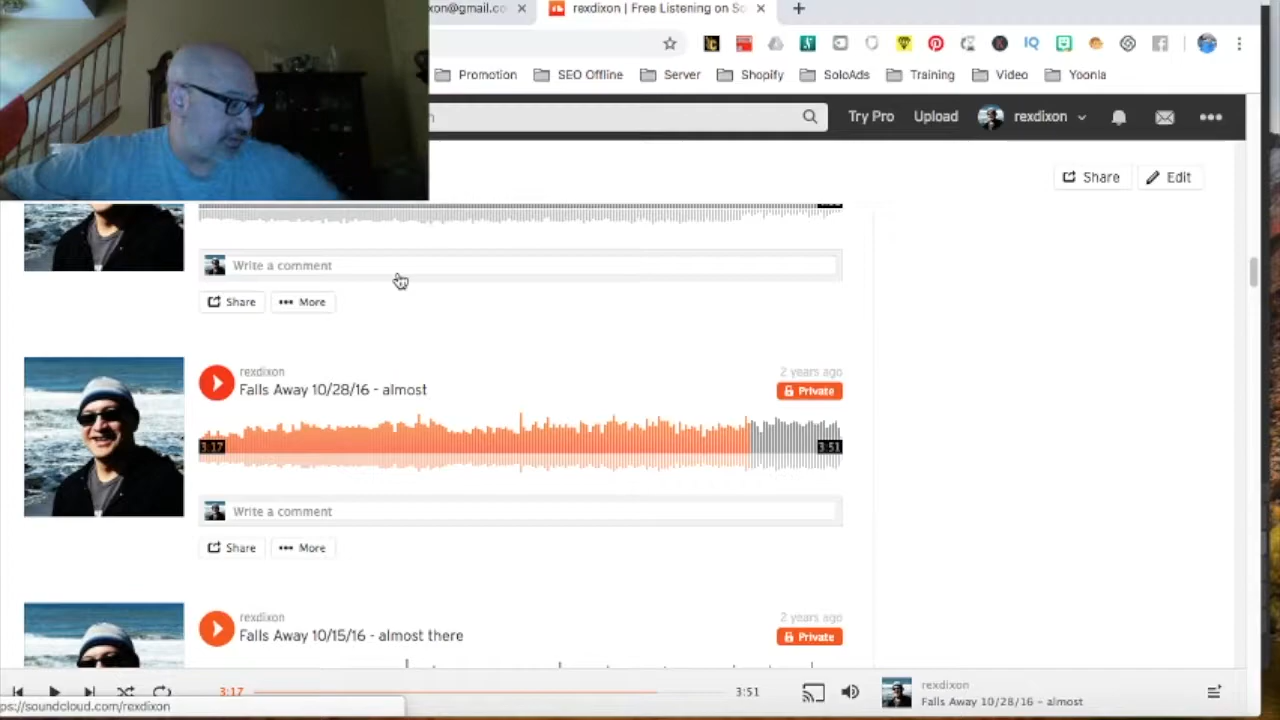 xon@gmail.co
rexdixon | Free Listening on So
IQ
Promotion
SEO Offline
Server
Shopify
SoloAds
Training
Video
Yoonla
Try Pro
Upload
rexdixon
Share
Edit
Write a comment
Share
More
rexdixon
2 years ago
Falls Away 10/28/16 - almost
Private
3:17
3:51
Write a comment
Share
More
rexdixon
2 years ago
Falls Away 10/15/16 - almost there
Private
3:17
3:51
rexdixon
Falls Away 10/28/16 - almost
ps://soundcloud.com/rexdixon